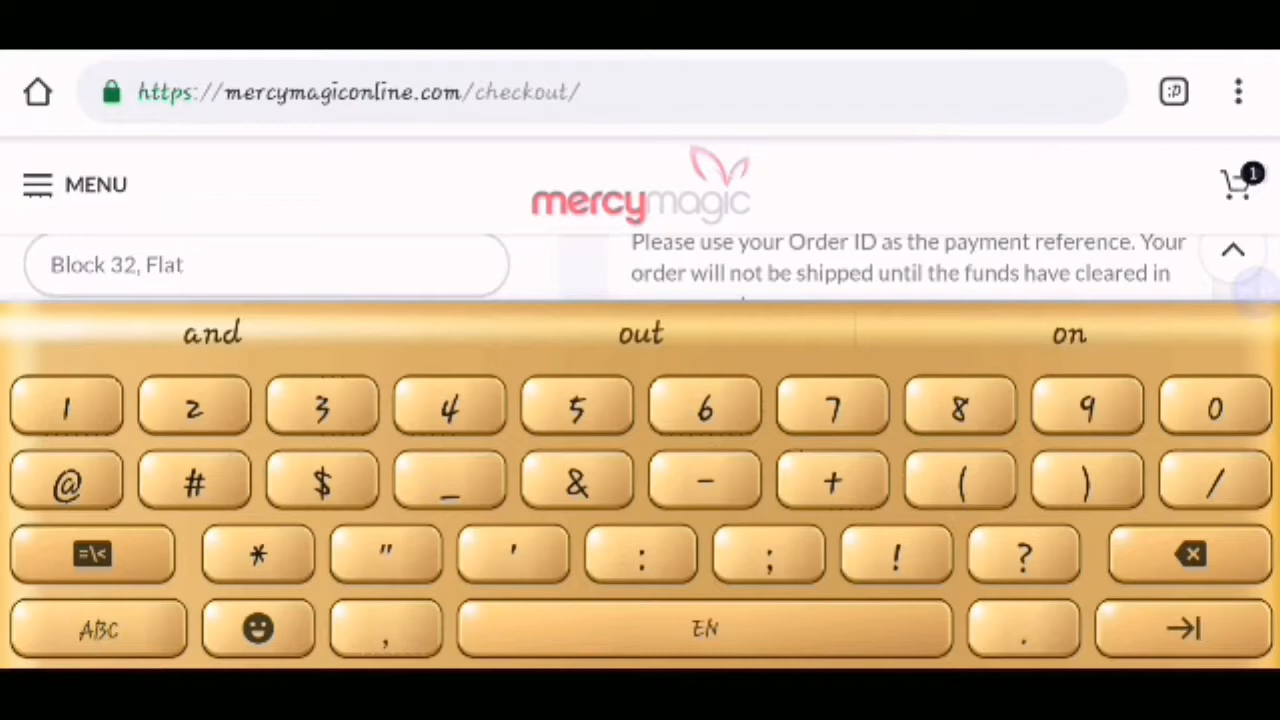 https://mercymagiconline.com/checkout/
:D
MENU
mercymagic
1
Block 32, Flat
Please use your Order ID as the payment reference. Your
order will not be shipped until the funds have cleared in
and out on
1 2 3 4 5 6 7 8 9 0
@ # $ _ & - + ( ) /
=\< * " ' : ; ! ?
ABC , EN .